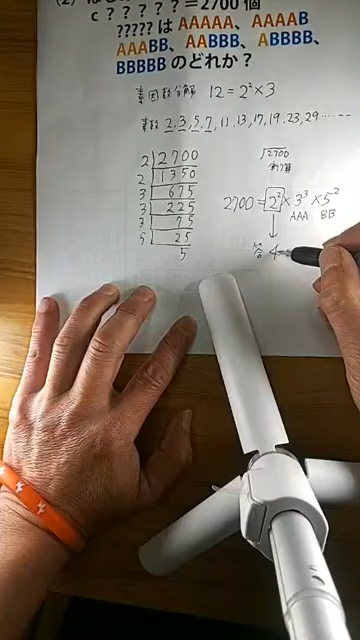 c?????=2700 個
?????は AAAAA、AAAAB
AAABB、AABBB、ABBBB、
BBBBB のどれか?
素因数分解 12 = 2² × 3
素数 2, 3, 5, 7, 11, 13, 17, 19, 23, 29 ……
√2700
2 2700
2 1350
3 675
3 225
3 75
5 25
5
2700 = 2² × 3³ × 5²
AAA BB
答 4